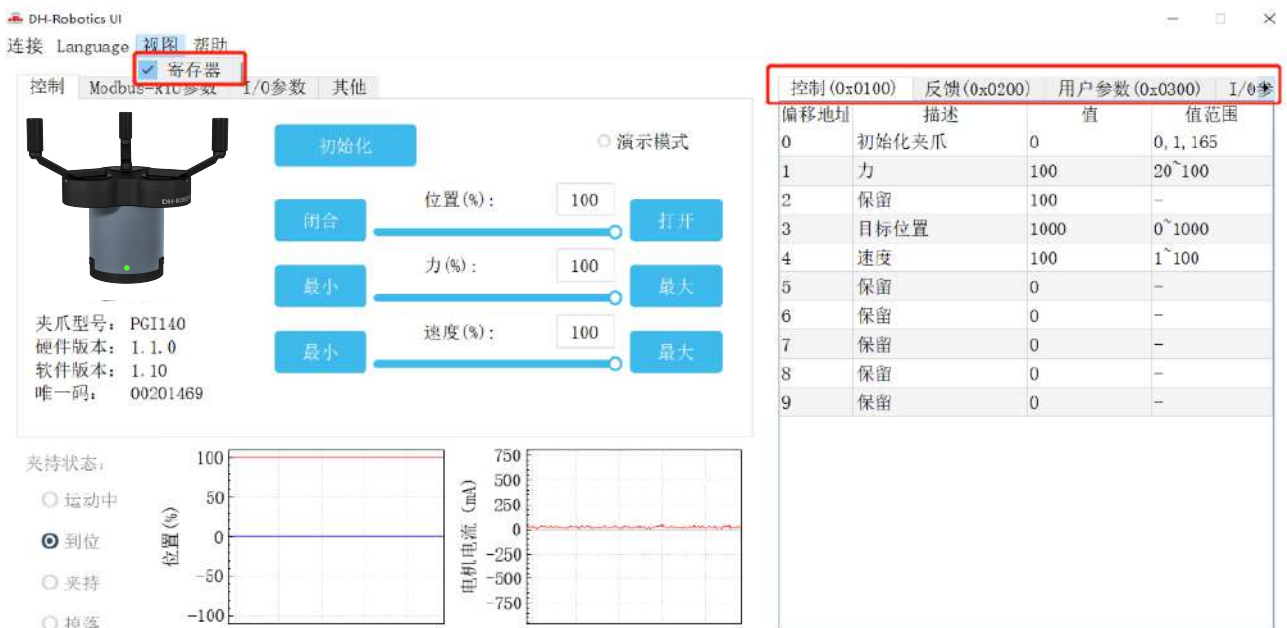 DH-Robotics UI
连接 Language 视图 帮助
寄存器
控制 Modbus-RTU参数 I/O参数 其他
初始化
演示模式
位置(%): 100
闭合 打开
力(%): 100
最小 最大
速度(%): 100
最小 最大
夹爪型号: PGI140
硬件版本: 1.1.0
软件版本: 1.10
唯一码: 00201469
夹持状态:
运动中
到位
夹持
掉落
位置(%)
100
50
0
-50
-100
电机电流 (mA)
750
500
250
0
-250
-500
-750
控制(0x0100) 反馈(0x0200) 用户参数(0x0300)
偏移地址 描述 值 值范围
0 初始化夹爪 0 0, 1, 165
1 力 100 20~100
2 保留 100 -
3 目标位置 1000 0~1000
4 速度 100 1~100
5 保留 0 -
6 保留 0 -
7 保留 0 -
8 保留 0 -
9 保留 0 -